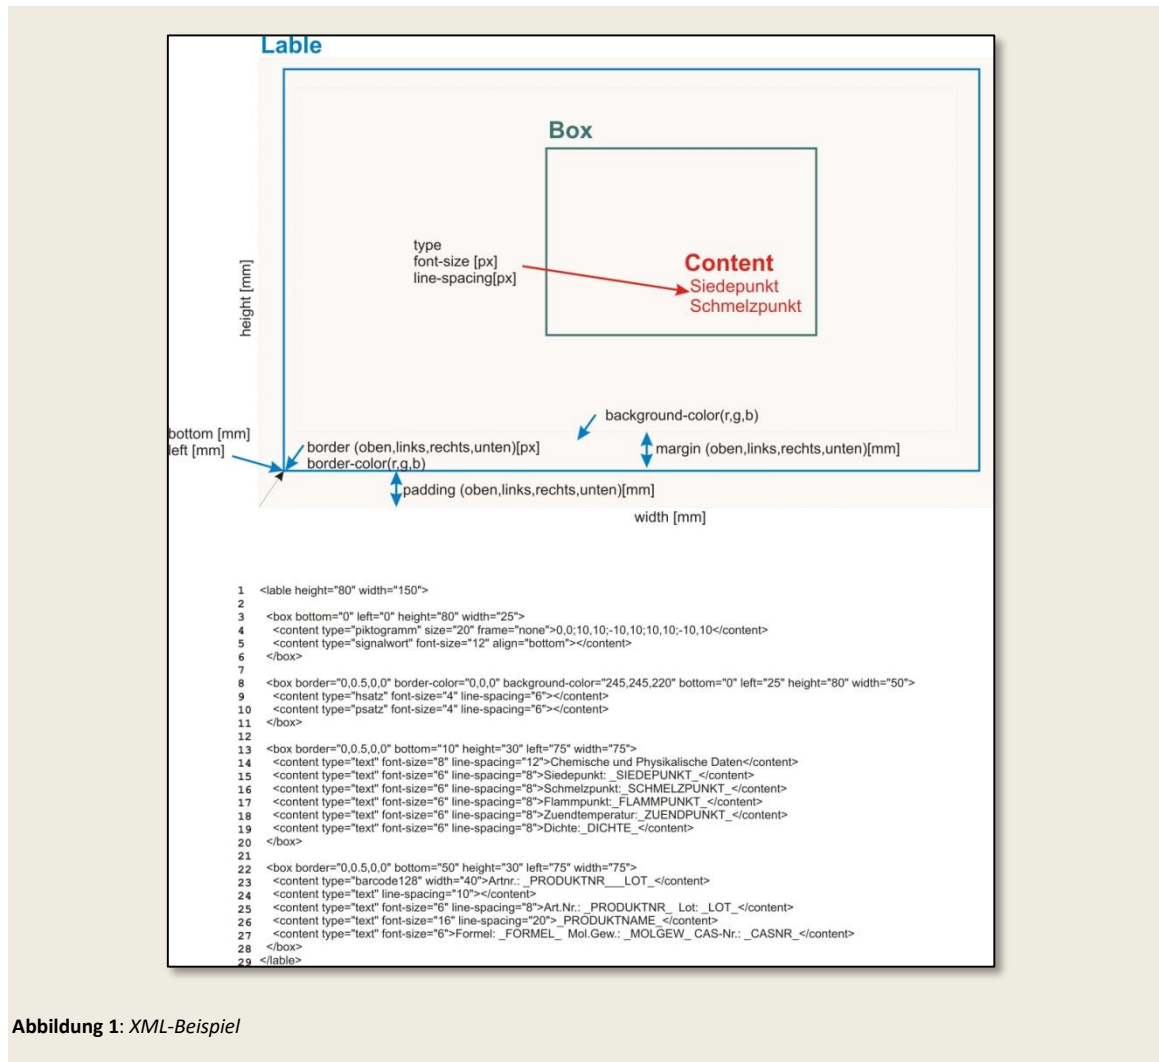 Lable
Box
type
font-size [px]
line-spacing[px]
Content
Siedepunkt
Schmelzpunkt
height [mm]
background-color(r,g,b)
bottom [mm]
left [mm]
border (oben,links,rechts,unten)[px]
border-color(r,g,b)
margin (oben,links,rechts,unten)[mm]
padding (oben,links,rechts,unten)[mm]
width [mm]
1 <lable height="80" width="150">
2
3 <box bottom="0" left="0" height="80" width="25">
4 <content type="piktogramm" size="20" frame="none">0,0;10,10;-10,10;10,10;-10,10</content>
5 <content type="signalwort" font-size="12" align="bottom"></content>
6 </box>
7
8 <box border="0,0.5,0,0" border-color="0,0,0" background-color="245,245,220" bottom="0" left="25" height="80" width="50">
9 <content type="hsatz" font-size="4" line-spacing="6"></content>
10 <content type="psatz" font-size="4" line-spacing="6"></content>
11 </box>
12
13 <box border="0,0.5,0,0" bottom="10" height="30" left="75" width="75">
14 <content type="text" font-size="8" line-spacing="12">Chemische und Physikalische Daten</content>
15 <content type="text" font-size="6" line-spacing="8">Siedepunkt: _SIEDEPUNKT_</content>
16 <content type="text" font-size="6" line-spacing="8">Schmelzpunkt:_SCHMELZPUNKT_</content>
17 <content type="text" font-size="6" line-spacing="8">Flammpunkt:_FLAMMPUNKT_</content>
18 <content type="text" font-size="6" line-spacing="8">Zuendtemperatur:_ZUENDPUNKT_</content>
19 <content type="text" font-size="6" line-spacing="8">Dichte:_DICHTE_</content>
20 </box>
21
22 <box border="0,0.5,0,0" bottom="50" height="30" left="75" width="75">
23 <content type="barcode128" width="40">Artnr.: _PRODUKTNR___LOT_</content>
24 <content type="text" line-spacing="10"></content>
25 <content type="text" font-size="6" line-spacing="8">Art.Nr.: _PRODUKTNR_ Lot: _LOT_</content>
26 <content type="text" font-size="16" line-spacing="20">_PRODUKTNAME_</content>
27 <content type="text" font-size="6">Formel: _FORMEL_ Mol.Gew.: _MOLGEW_ CAS-Nr.: _CASNR_</content>
28 </box>
29 </lable>
Abbildung 1: XML-Beispiel